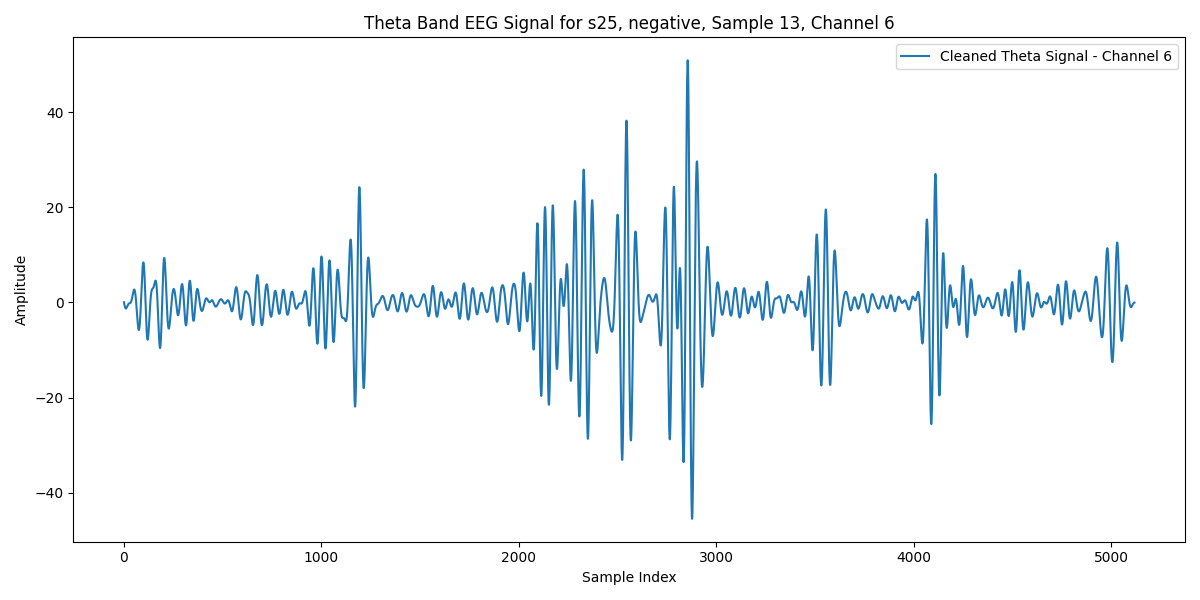 Theta Band EEG Signal for s25, negative, Sample 13, Channel 6
Cleaned Theta Signal - Channel 6
Amplitude
40
20
0
−20
−40
0 1000 2000 3000 4000 5000
Sample Index